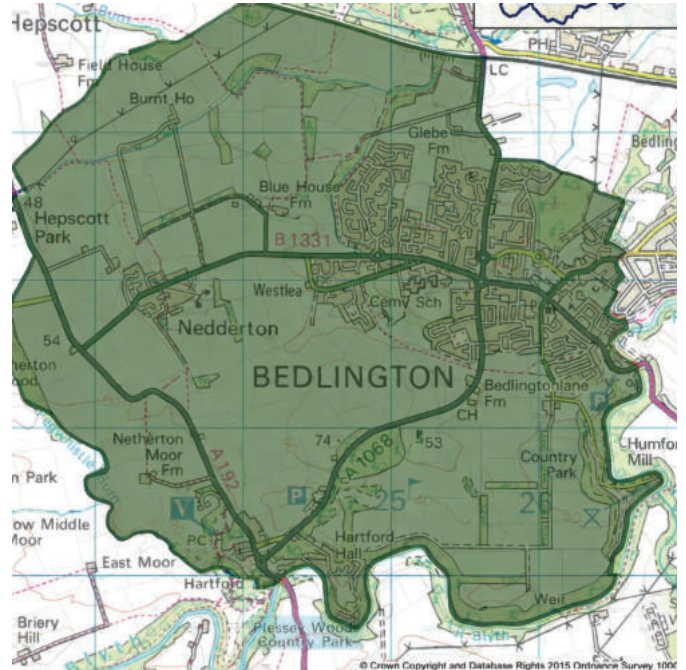 Hepscott
Burn
PH
Field House
Fm
LC
Burnt Ho
Glebe
Fm
48
Hepscott
Park
Blue House
Fm
B 1331
Westlea
Cemy Sch
Nedderton
54
BEDLINGTON
Bedlingtonlane
Fm
CH
P
Netherton
Moor
Fm
A 192
74
A 1068
53
Country
Park
Humfor
Mill
n Park
V
P
25
26
ow Middle
Moor
PC
Hartford
Hall
East Moor
Hartford
Weir
Briery
Hill
Plessey Woods
Country Park
© Crown Copyright and Database Rights 2015 Ordnance Survey 1000